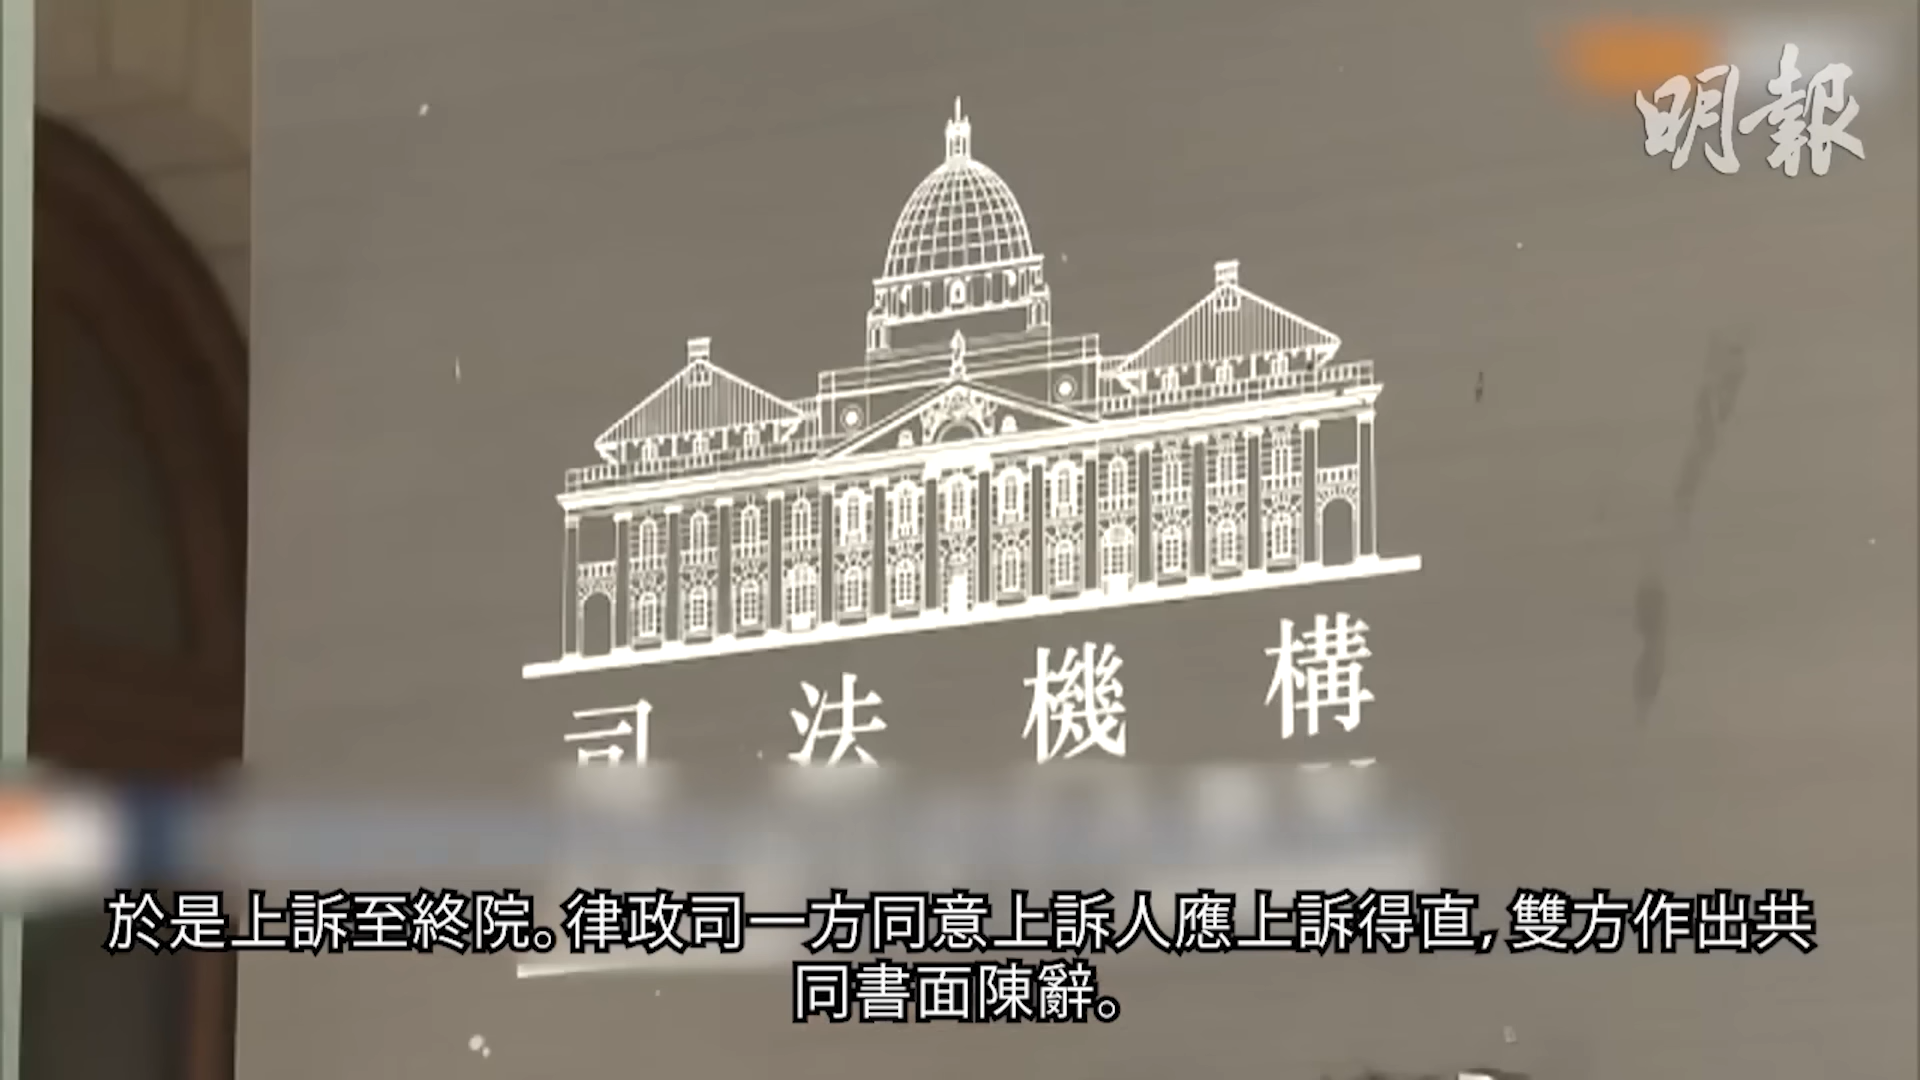 明報
司法機構
於是上訴至終院。律政司一方同意上訴人應上訴得直, 雙方作出共
同書面陳辭。